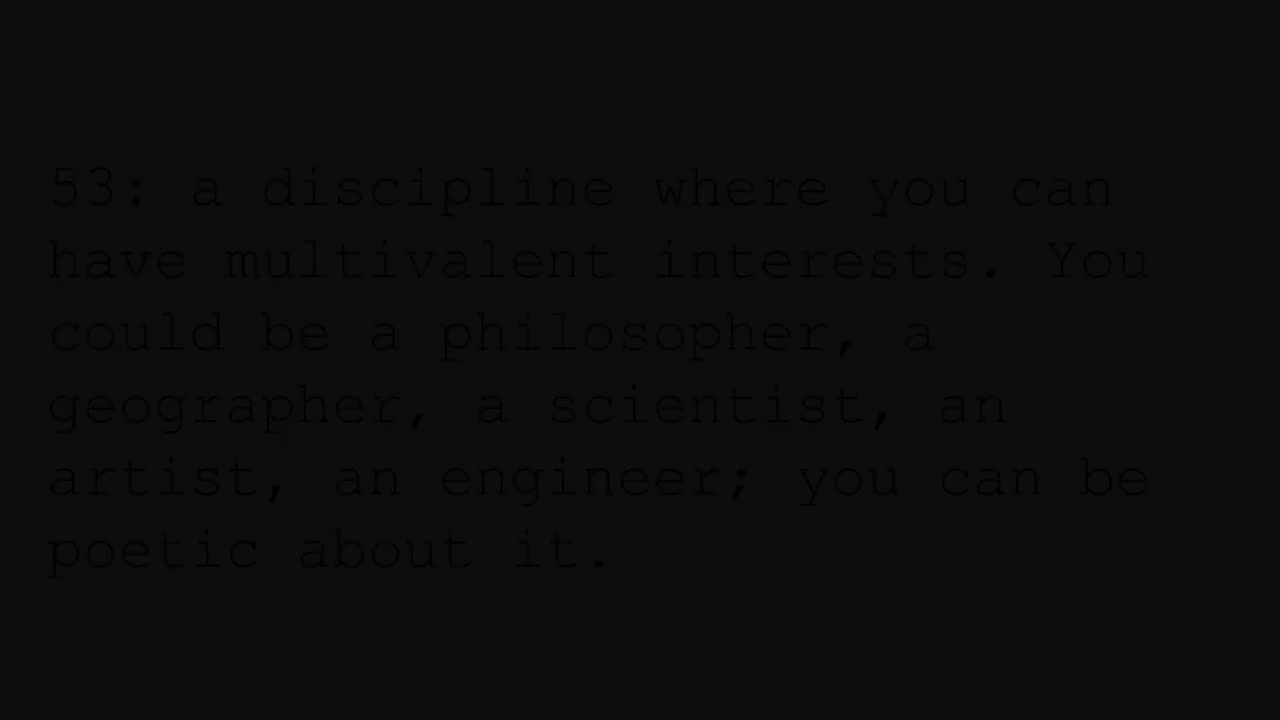 53: a discipline where you can
have multivalent interests. You
could be a philosopher, a
geographer, a scientist, an
artist, an engineer; you can be
poetic about it.